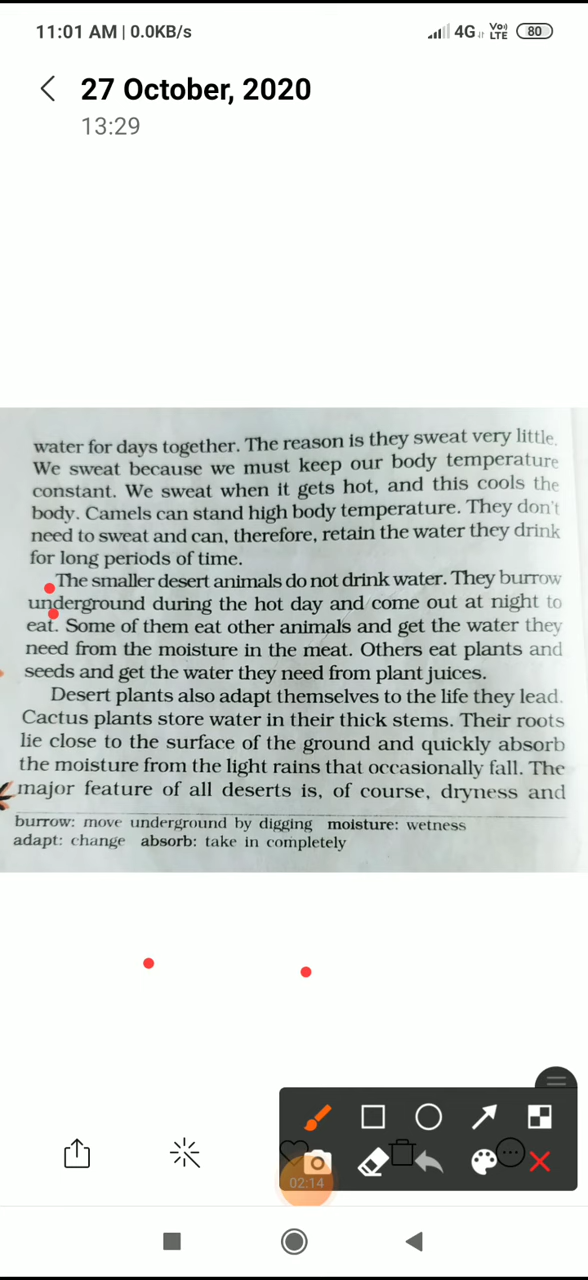 11:01 AM | 0.0KB/s
4G
Vo))
LTE
80
27 October, 2020
13:29
water for days together. The reason is they sweat very little.
We sweat because we must keep our body temperature
constant. We sweat when it gets hot, and this cools the
body. Camels can stand high body temperature. They don't
need to sweat and can, therefore, retain the water they drink
for long periods of time.
The smaller desert animals do not drink water. They burrow
underground during the hot day and come out at night to
eat. Some of them eat other animals and get the water they
need from the moisture in the meat. Others eat plants and
seeds and get the water they need from plant juices.
Desert plants also adapt themselves to the life they lead.
Cactus plants store water in their thick stems. Their roots
lie close to the surface of the ground and quickly absorb
the moisture from the light rains that occasionally fall. The
major feature of all deserts is, of course, dryness and
burrow: move underground by digging moisture: wetness
adapt: change absorb: take in completely
02:14